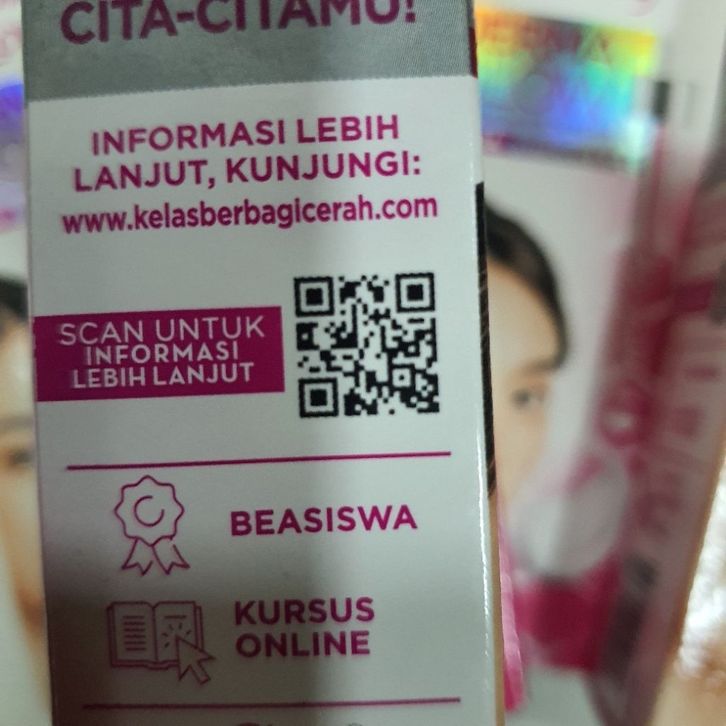 CITA-CITAMU!
INFORMASI LEBIH
LANJUT, KUNJUNGI:
www.kelasberbagicerah.com
SCAN UNTUK
INFORMASI
LEBIH LANJUT
BEASISWA
KURSUS
ONLINE